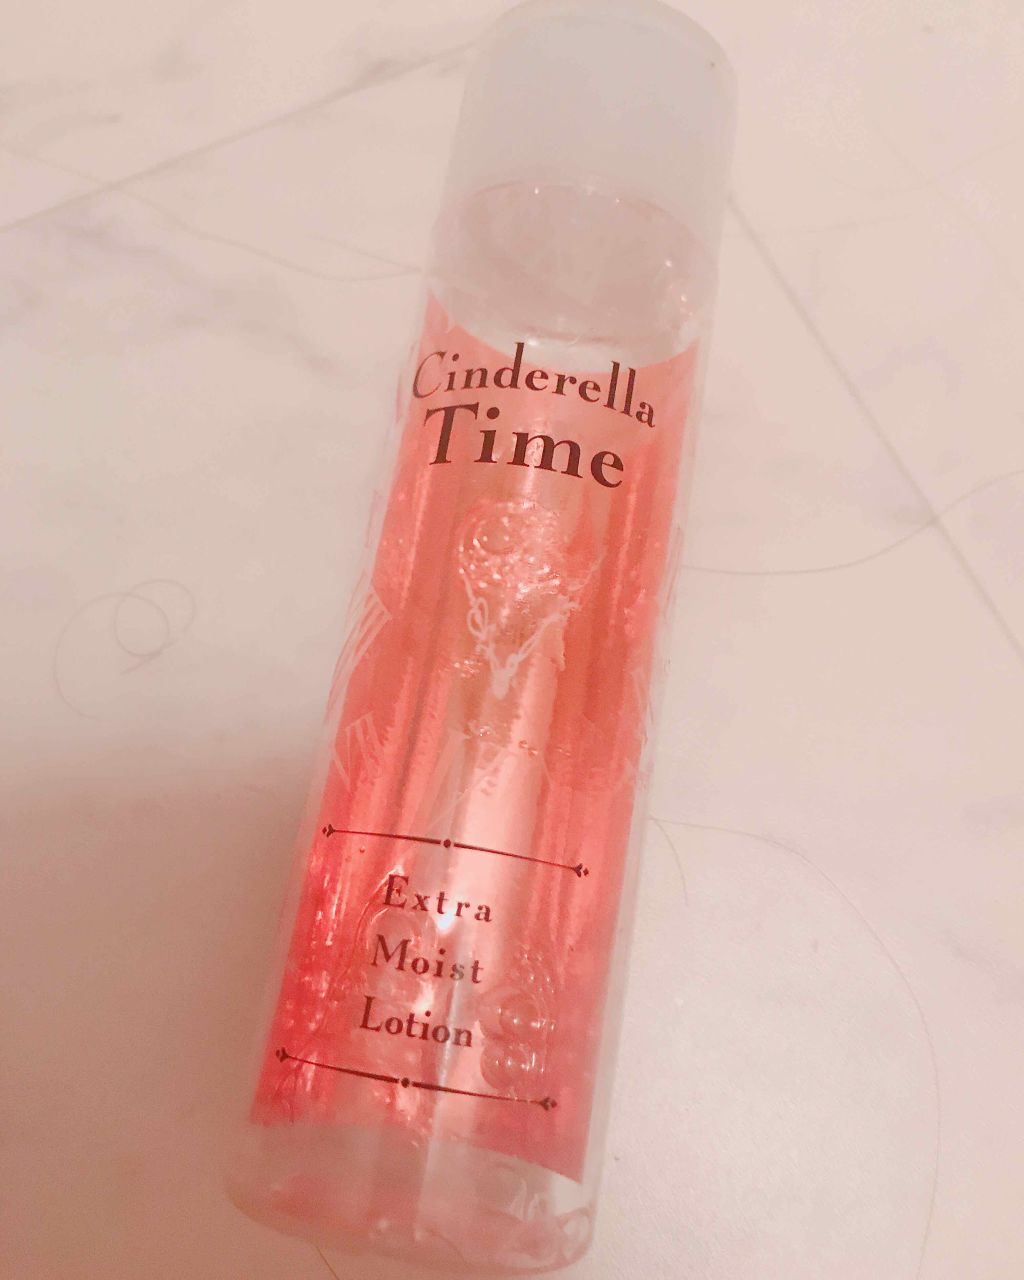 Cinderella
Time
Extra
Moist
Lotion